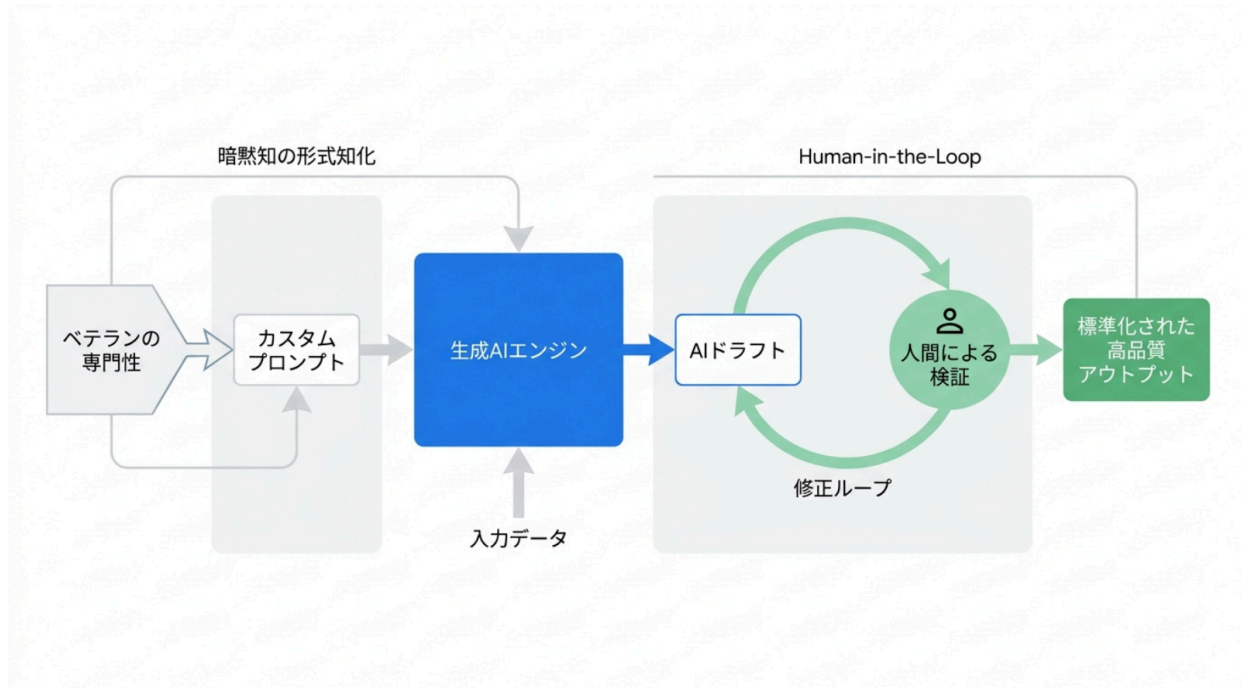 暗黙知の形式知化
Human-in-the-Loop
ベテランの
専門性
カスタム
プロンプト
生成AIエンジン
AIドラフト
人間による
検証
標準化された
高品質
アウトプット
修正ループ
入力データ